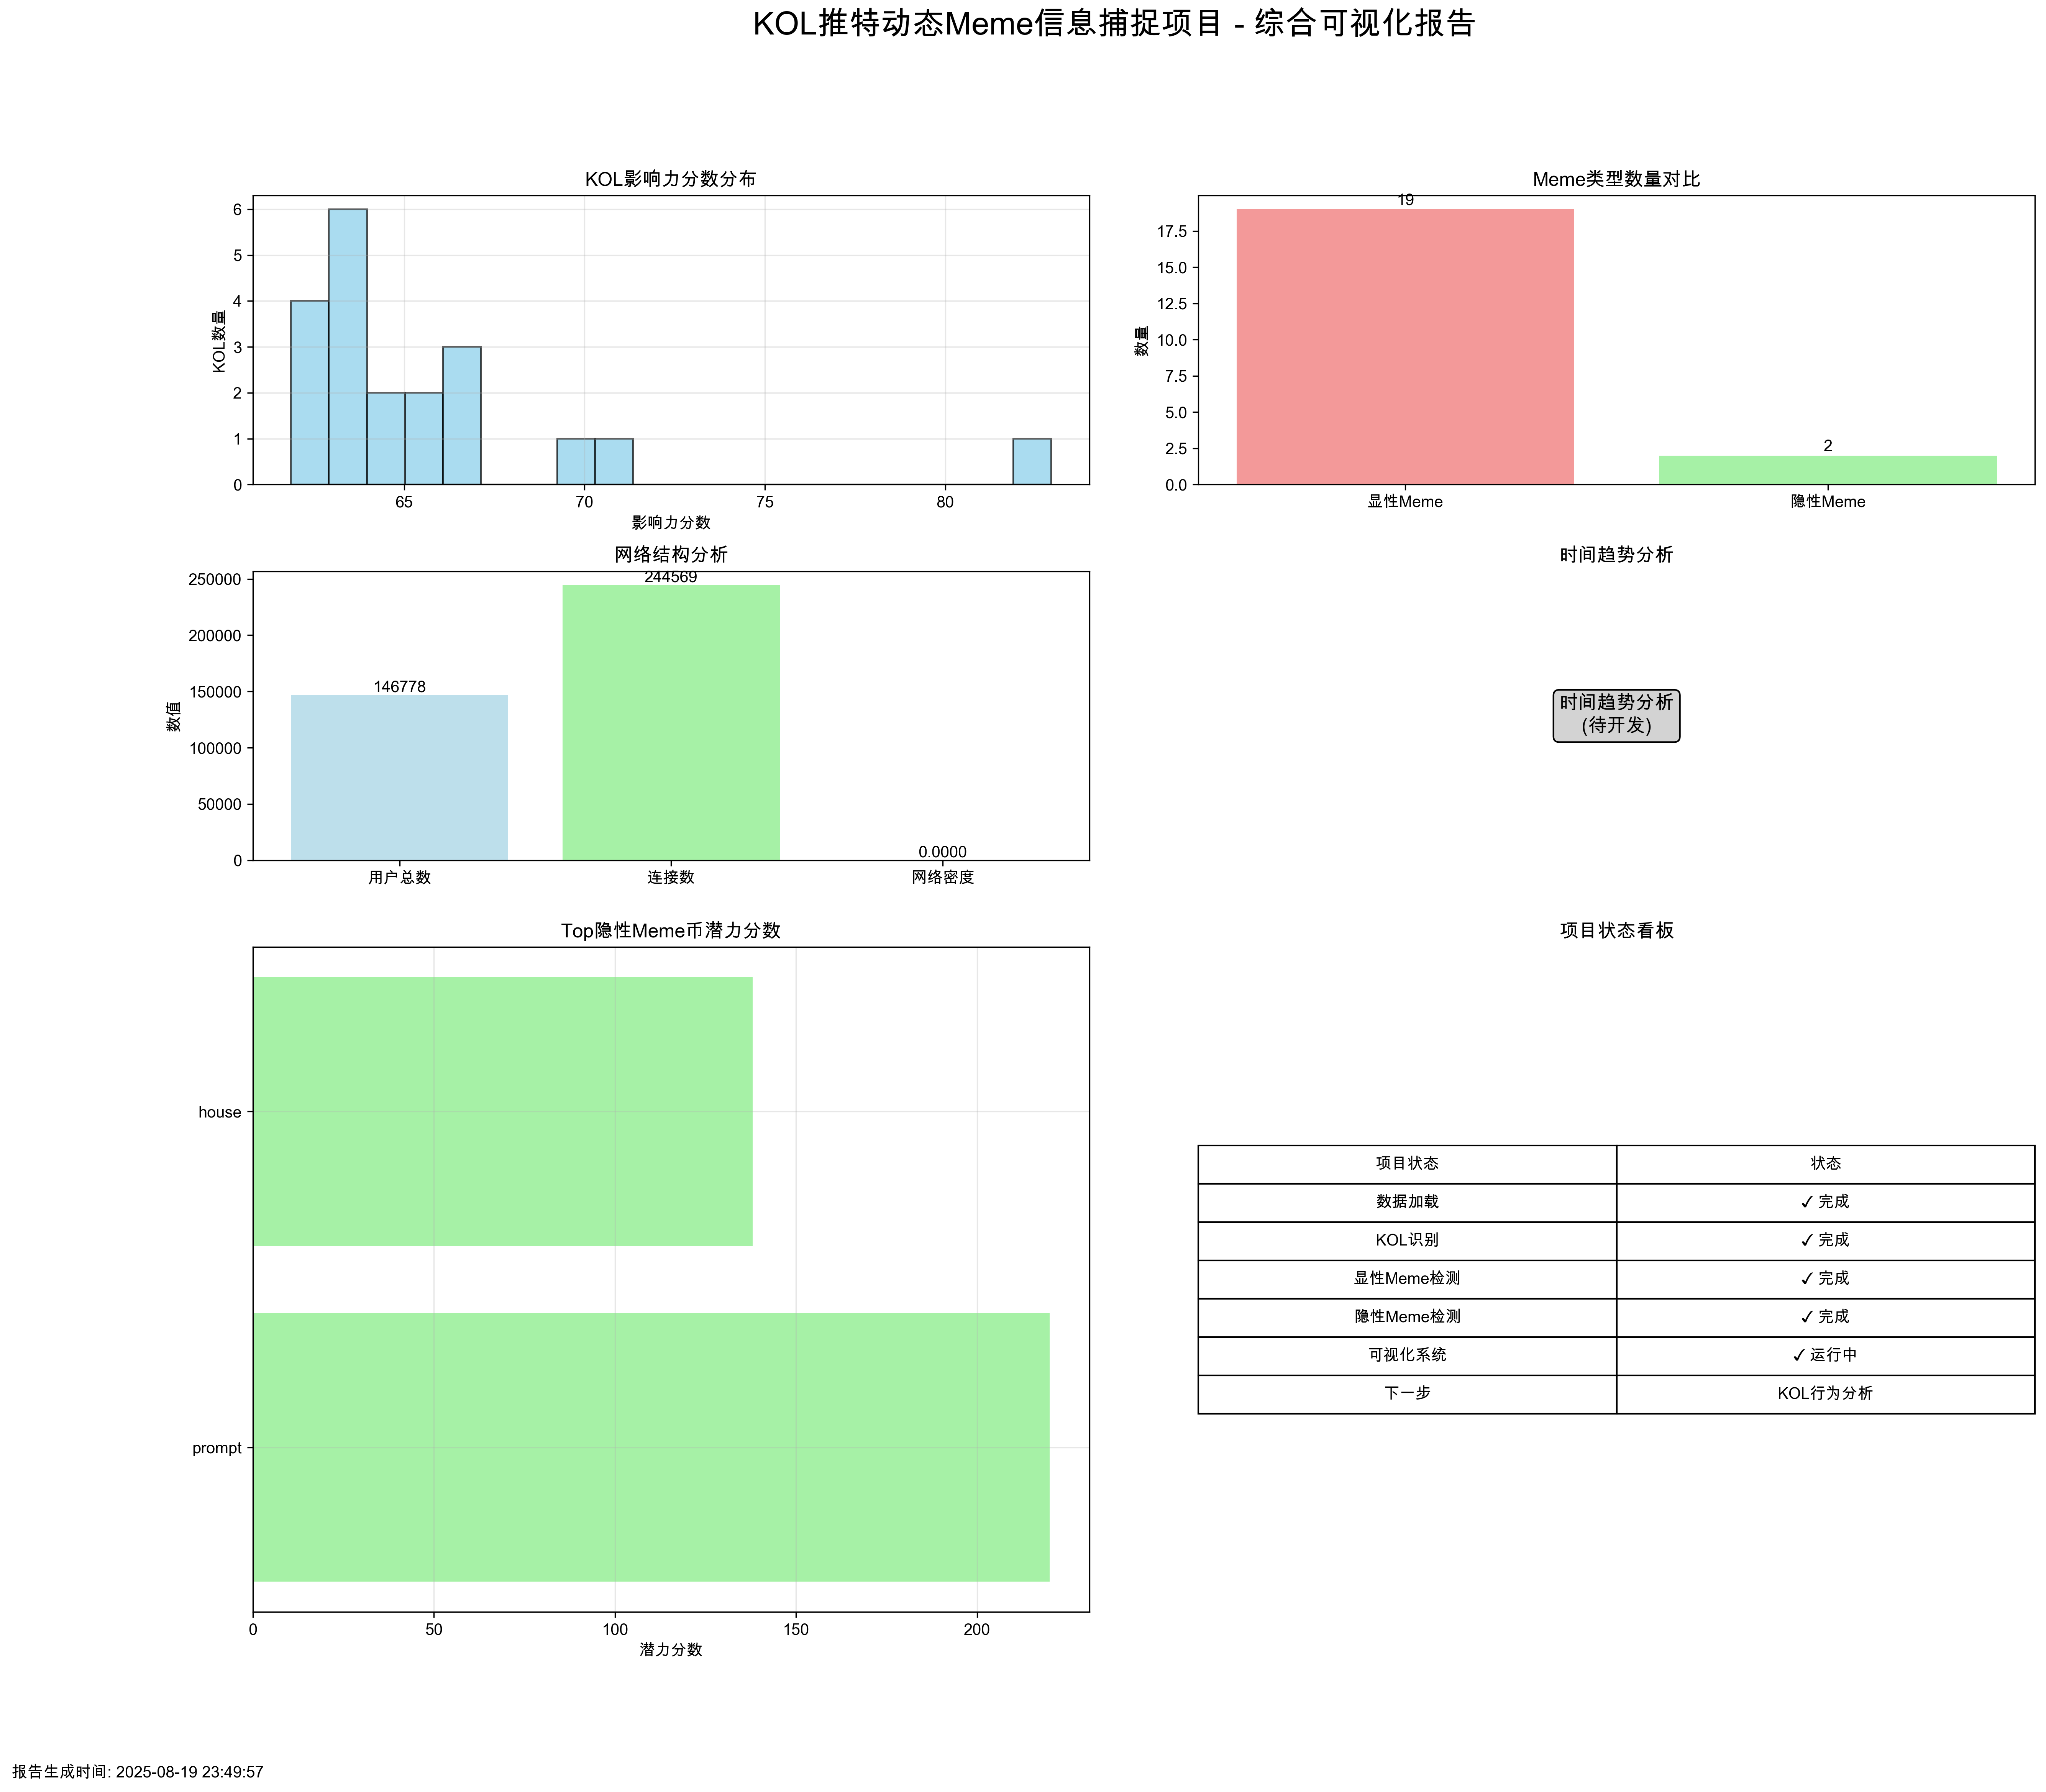 KOL推特动态Meme信息捕捉项目 - 综合可视化报告
KOL影响力分数分布
6
5
4
3
2
1
0
KOL数量
65
70
75
80
影响力分数
Meme类型数量对比
19
2
17.5
15.0
12.5
10.0
7.5
5.0
2.5
0.0
数量
显性Meme
隐性Meme
网络结构分析
244569
146778
0.0000
250000
200000
150000
100000
50000
0
数值
用户总数
连接数
网络密度
时间趋势分析
时间趋势分析
(待开发)
Top隐性Meme币潜力分数
house
prompt
0
50
100
150
200
潜力分数
项目状态看板
项目状态 状态
数据加载 ✓ 完成
KOL识别 ✓ 完成
显性Meme检测 ✓ 完成
隐性Meme检测 ✓ 完成
可视化系统 ✓ 运行中
下一步 KOL行为分析
报告生成时间: 2025-08-19 23:49:57